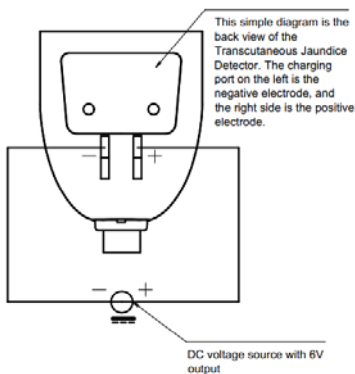 This simple diagram is the
back view of the
Transcutaneous Jaundice
Detector. The charging
port on the left is the
negative electrode, and
the right side is the positive
electrode.
− +
− +
DC voltage source with 6V
output